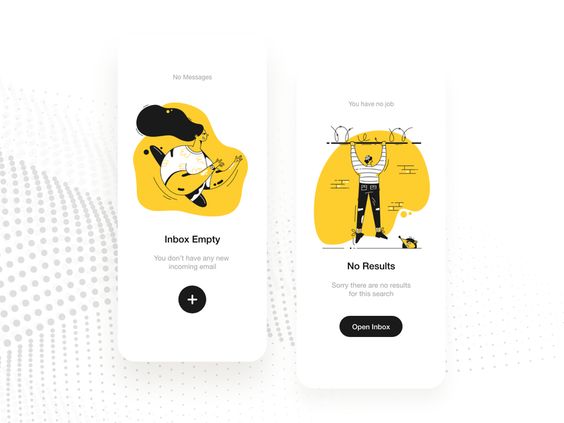 No Messages
Inbox Empty
You don't have any new
incoming email
You have no job
No Results
Sorry there are no results
for this search
Open Inbox